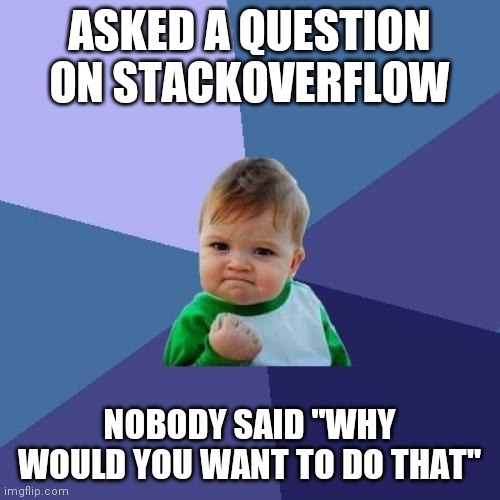 ASKED A QUESTION
ON STACKOVERFLOW
NOBODY SAID "WHY
WOULD YOU WANT TO DO THAT"
imgflip.com